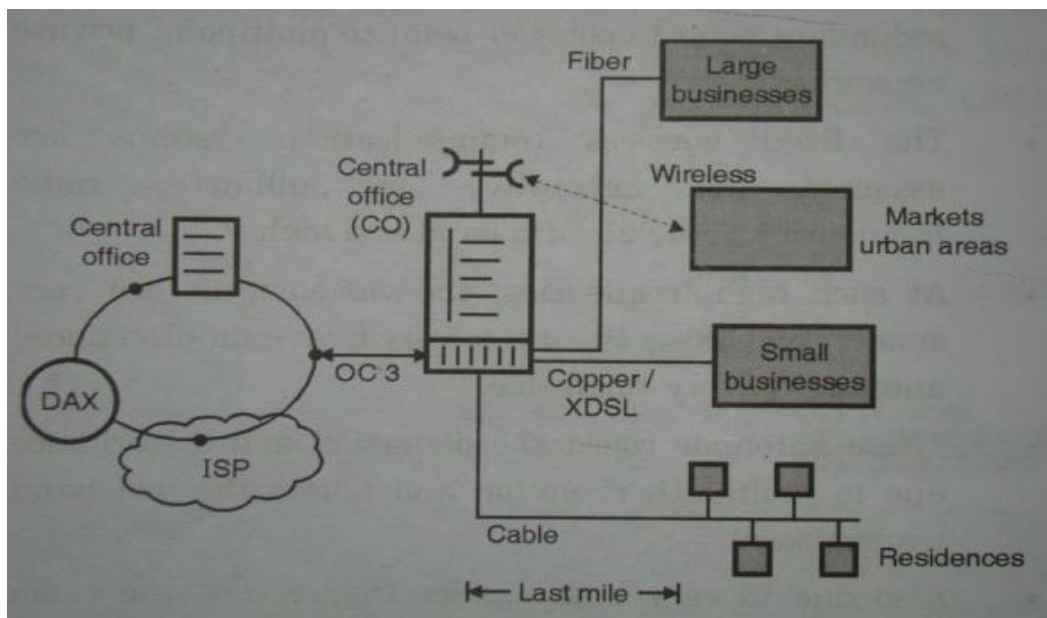 Fiber
Large
businesses
Central
office
(CO)
Wireless
Markets
urban areas
Central
office
OC 3
DAX
ISP
Copper /
XDSL
Small
businesses
Cable
Residences
Last mile